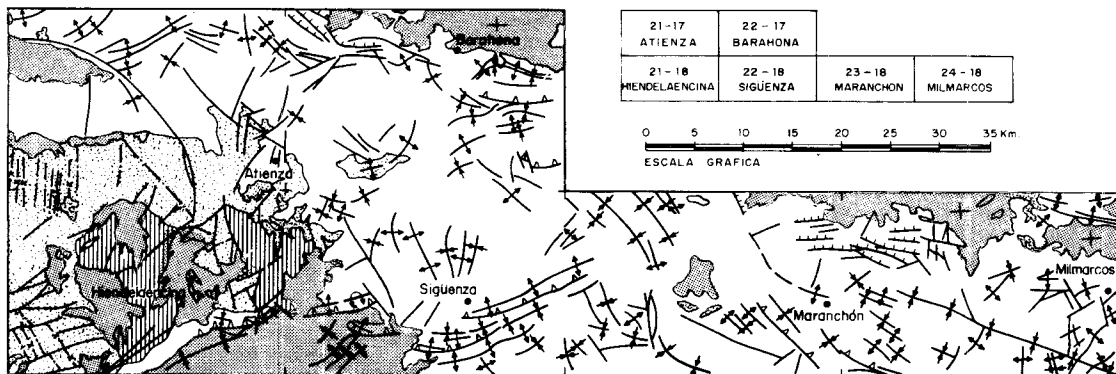 21-17 22-17
ATIENZA BARAHONA
21-18 22-18 23-18 24-18
HIENDELAENCINA SIGÜENZA MARANCHON MILMARCOS
0 5 10 15 20 25 30 35 Km.
ESCALA GRAFICA
Barahona
Atienza
Sigüenza
Maranchón
Milmarcos